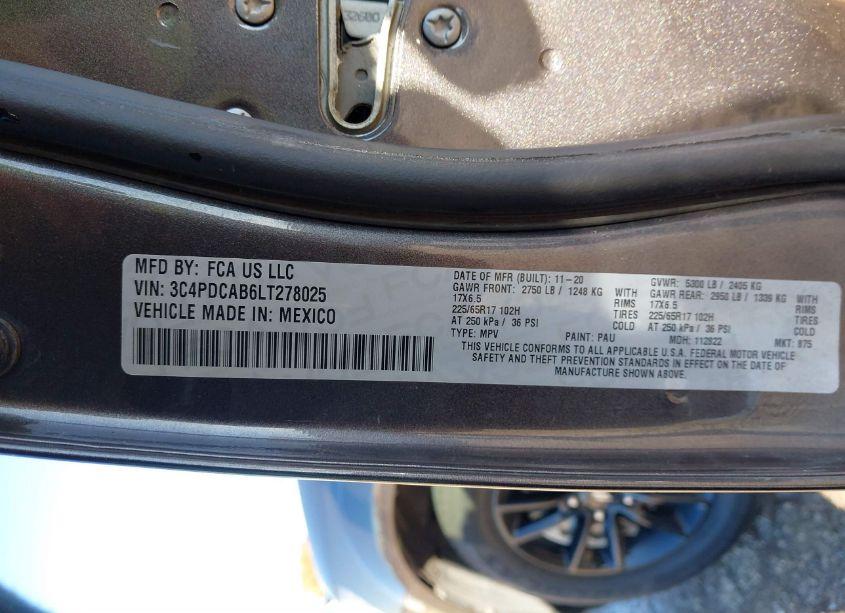 32680
MFD BY: FCA US LLC
VIN: 3C4PDCAB6LT278025
VEHICLE MADE IN: MEXICO
DATE OF MFR (BUILT): 11-20 GVWR: 5300 LB / 2405 KG
GAWR FRONT: 2750 LB / 1248 KG WITH GAWR REAR: 2950 LB / 1339 KG WITH
17X6.5 RIMS 17X6.5 RIMS
225/65R17 102H TIRES 225/65R17 102H TIRES
AT 250 kPa / 36 PSI COLD AT 250 kPa / 36 PSI COLD
TYPE: MPV PAINT: PAU MDH: 112822 MKT: 875
THIS VEHICLE CONFORMS TO ALL APPLICABLE U.S.A. FEDERAL MOTOR VEHICLE
SAFETY AND THEFT PREVENTION STANDARDS IN EFFECT ON THE DATE OF
MANUFACTURE SHOWN ABOVE.